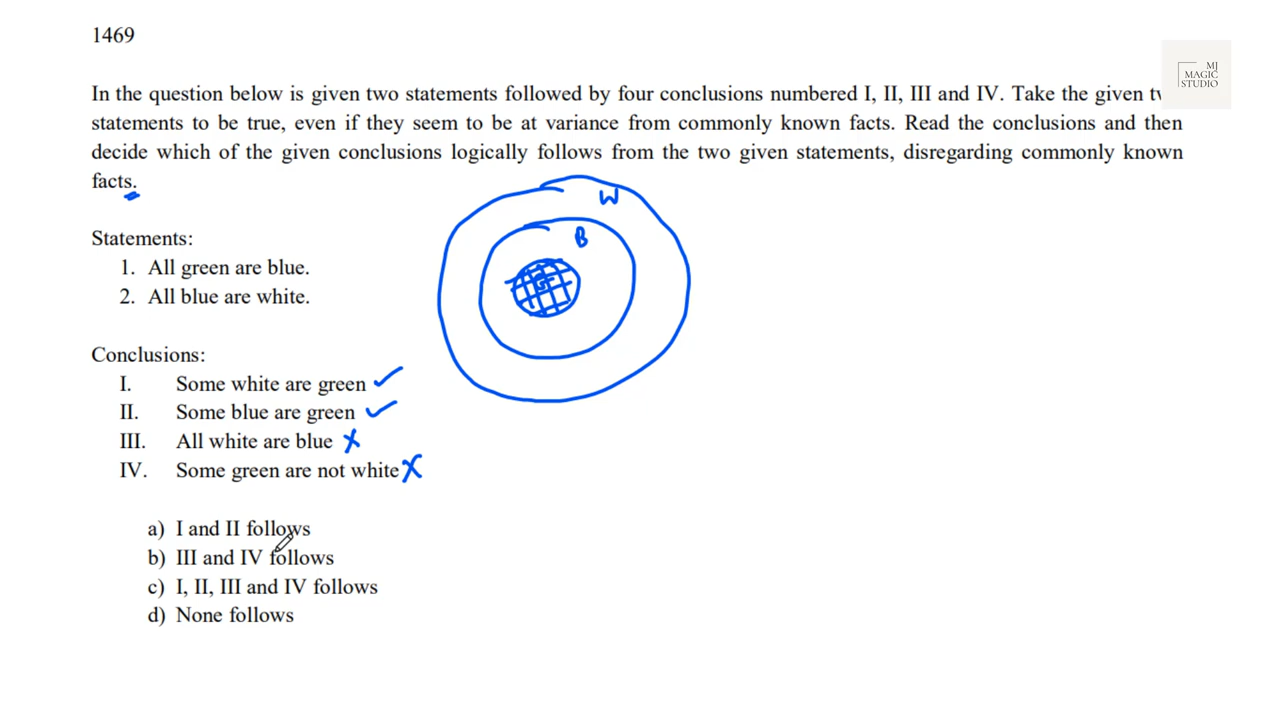 1469
MJ
MAGIC
STUDIO
In the question below is given two statements followed by four conclusions numbered I, II, III and IV. Take the given
statements to be true, even if they seem to be at variance from commonly known facts. Read the conclusions and then
decide which of the given conclusions logically follows from the two given statements, disregarding commonly known
facts.
W
B
G
Statements:
1. All green are blue.
2. All blue are white.
Conclusions:
I. Some white are green
II. Some blue are green
III. All white are blue
IV. Some green are not white
a) I and II follows
b) III and IV follows
c) I, II, III and IV follows
d) None follows